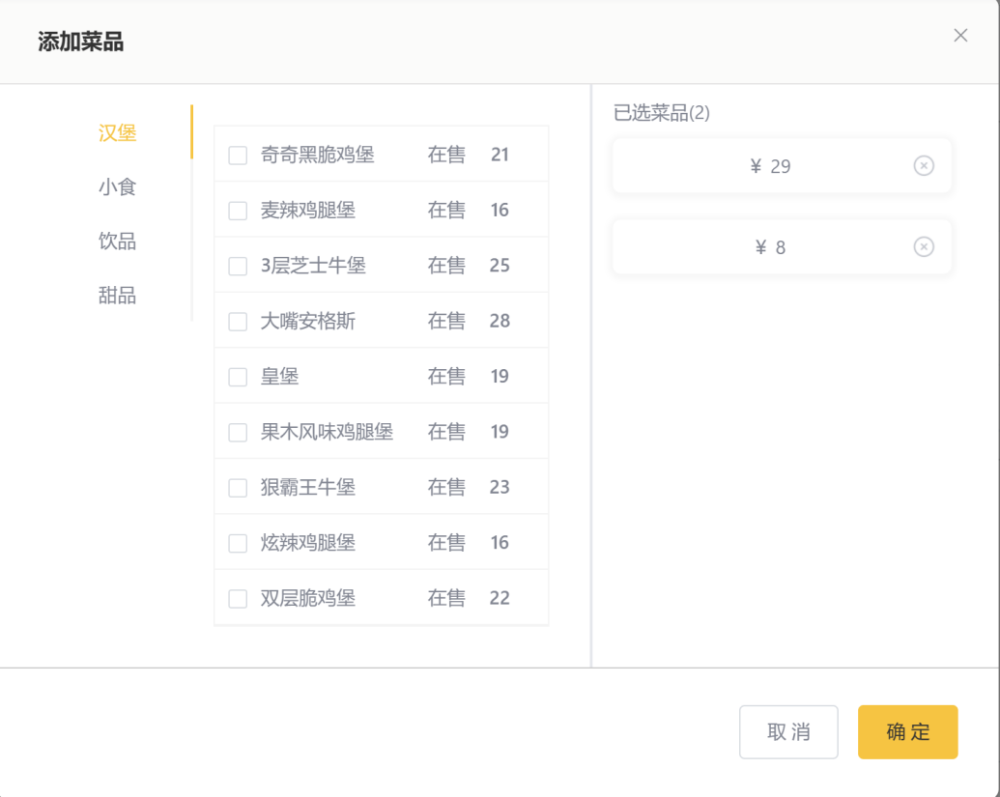 添加菜品
汉堡
小食
饮品
甜品
奇奇黑脆鸡堡 在售 21
麦辣鸡腿堡 在售 16
3层芝士牛堡 在售 25
大嘴安格斯 在售 28
皇堡 在售 19
果木风味鸡腿堡 在售 19
狠霸王牛堡 在售 23
炫辣鸡腿堡 在售 16
双层脆鸡堡 在售 22
已选菜品(2)
¥ 29
¥ 8
取 消
确 定